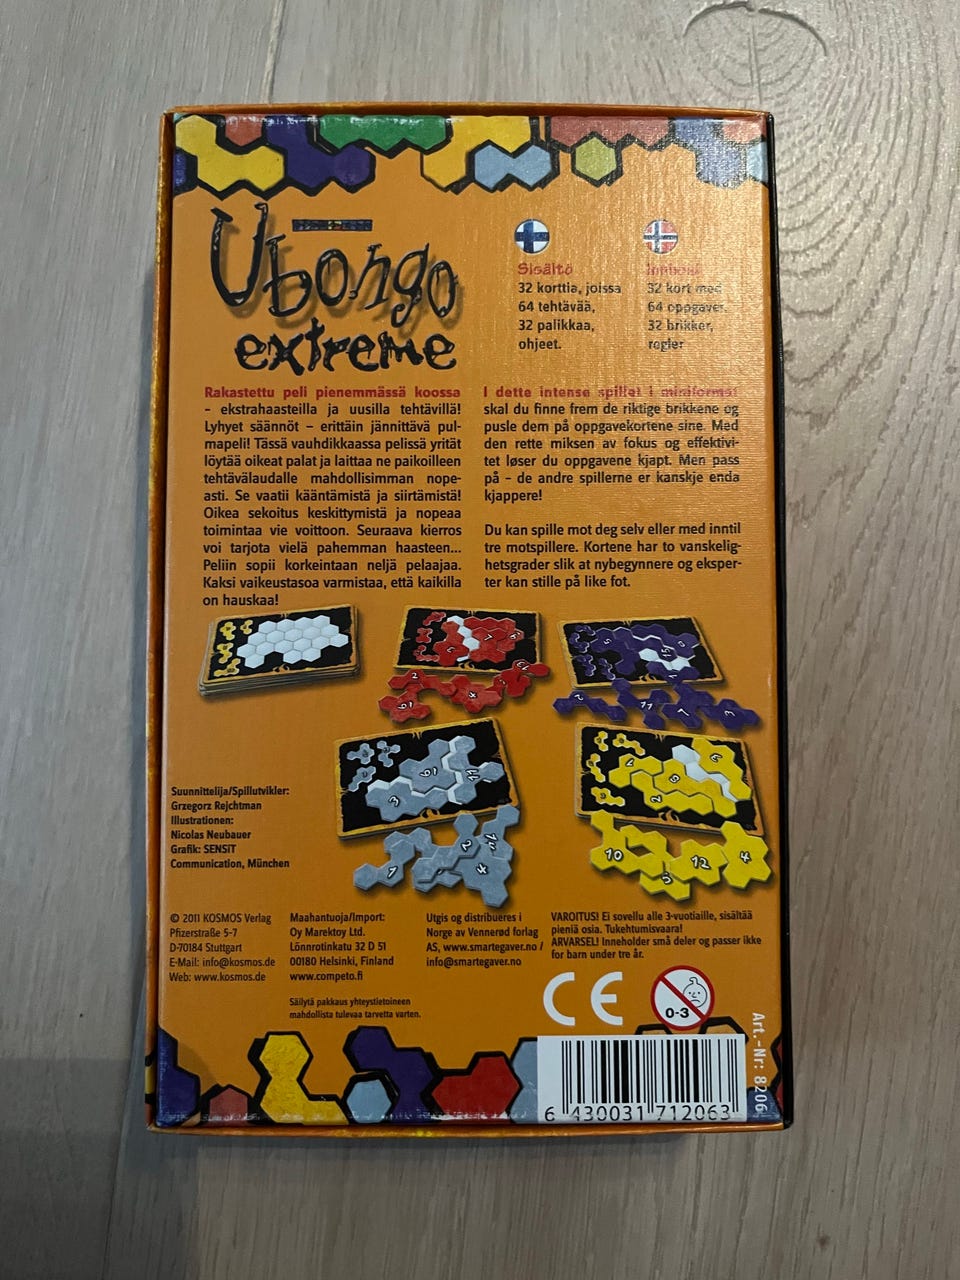 Ubongo
extreme
Sisältö
32 korttia, joissa
64 tehtävää,
32 palikkaa,
ohjeet.
Innhold
32 kort med
64 oppgaver,
32 brikker,
regler
Rakastettu peli pienemmässä koossa
- ekstrahaasteilla ja uusilla tehtävillä!
Lyhyet säännöt – erittäin jännittävä pul-
mapeli! Tässä vauhdikkaassa pelissä yrität
löytää oikeat palat ja laittaa ne paikoilleen
tehtävälaudalle mahdollisimman nope-
asti. Se vaatii kääntämistä ja siirtämistä!
Oikea sekoitus keskittymistä ja nopeaa
toimintaa vie voittoon. Seuraava kierros
voi tarjota vielä pahemman haasteen...
Peliin sopii korkeintaan neljä pelaajaa.
Kaksi vaikeustasoa varmistaa, että kaikilla
on hauskaa!
I dette intense spillet i miniformat
skal du finne frem de riktige brikkene og
pusle dem på oppgavekortene sine. Med
den rette miksen av fokus og effektivi-
tet løser du oppgavene kjapt. Men pass
på – de andre spillerne er kanskje enda
kjappere!
Du kan spille mot deg selv eller med inntil
tre motspillere. Kortene har to vanskelig-
hetsgrader slik at nybegynnere og eksper-
ter kan stille på like fot.
Suunnittelija/Spillutvikler:
Grzegorz Rejchtman
Illustrationen:
Nicolas Neubauer
Grafik: SENSiT
Communication, München
© 2011 KOSMOS Verlag
Pfizerstraße 5-7
D-70184 Stuttgart
E-Mail: info@kosmos.de
Web: www.kosmos.de
Maahantuoja/Import:
Oy Marektoy Ltd.
Lönnrotinkatu 32 D 51
00180 Helsinki, Finland
www.competo.fi
Säilytä pakkaus yhteystietoineen
mahdollista tulevaa tarvetta varten.
Utgis og distribueres i
Norge av Vennerød forlag
AS, www.smartegaver.no /
info@smartegaver.no
VAROITUS! Ei sovellu alle 3-vuotiaille, sisältää
pieniä osia. Tukehtumisvaara!
ARVARSEL! Inneholder små deler og passer ikke
for barn under tre år.
CE
0-3
Art.-Nr: 8206
6 430031 712063